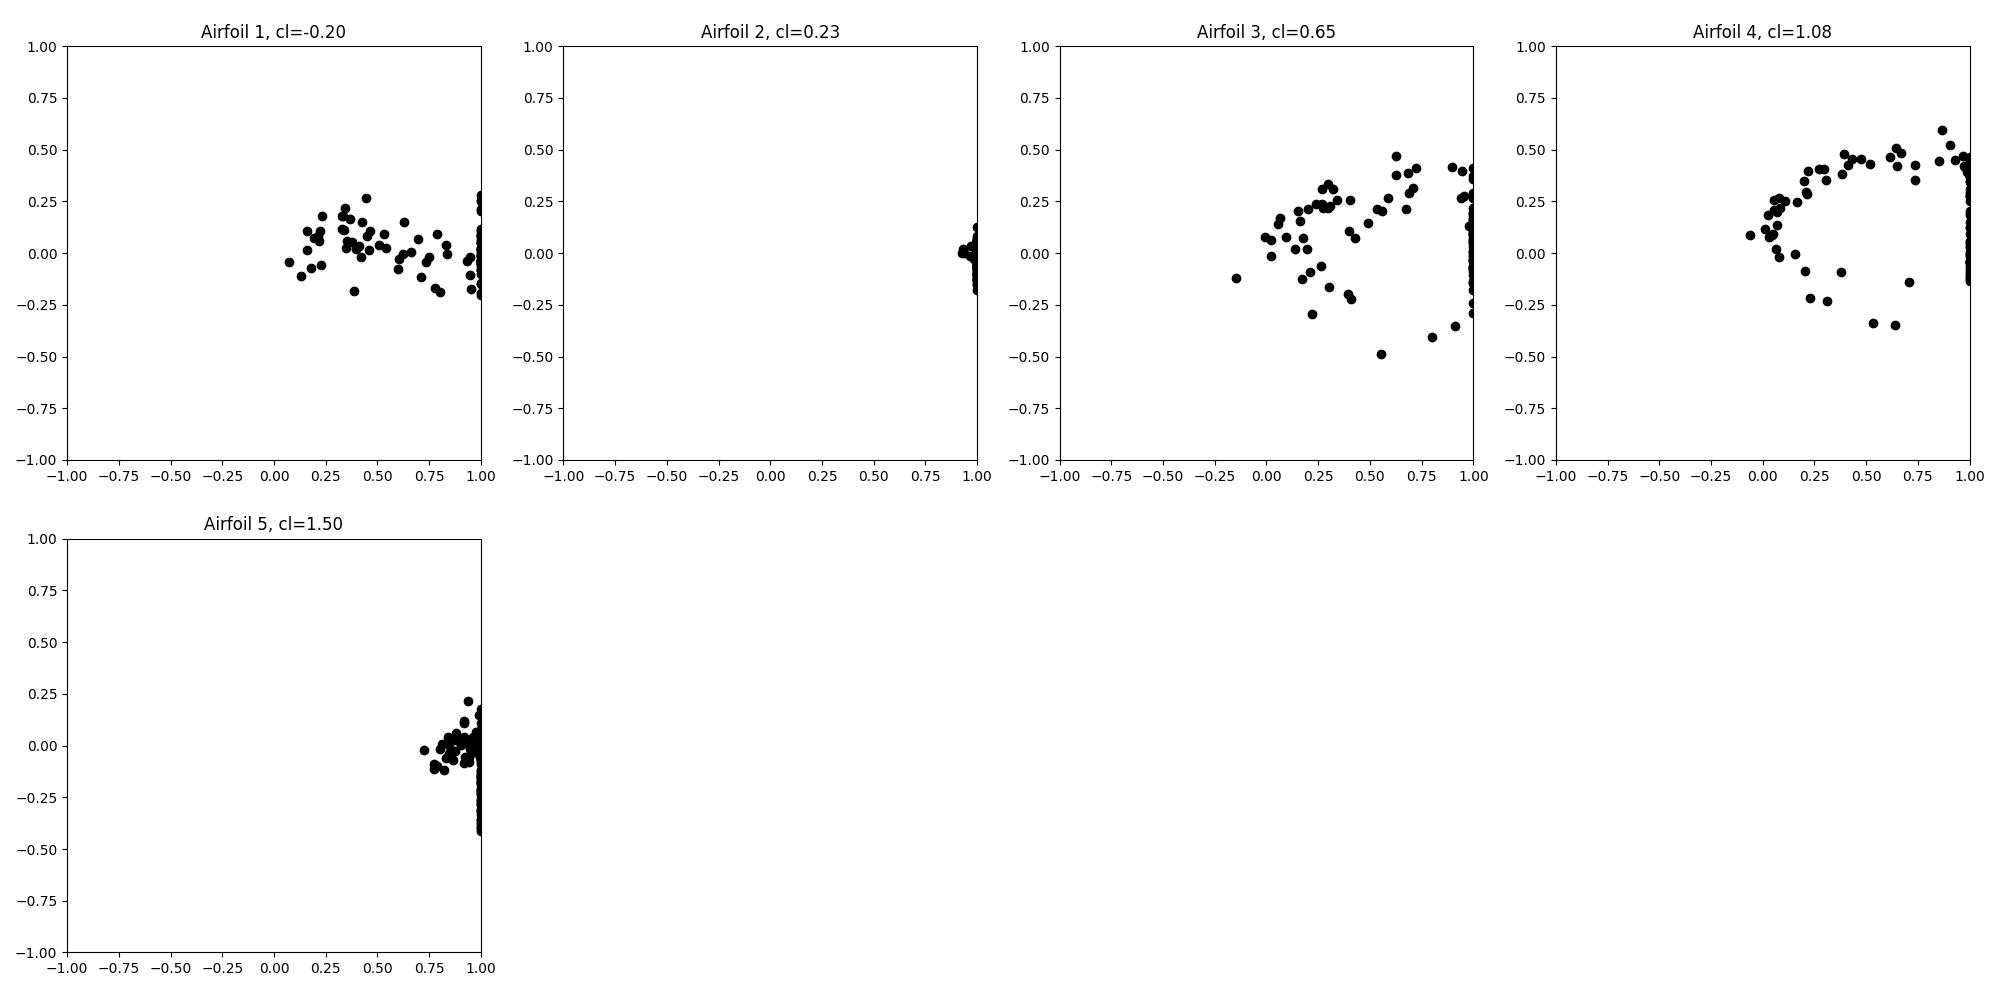 Airfoil 1, cl=-0.20
Airfoil 2, cl=0.23
Airfoil 3, cl=0.65
Airfoil 4, cl=1.08
1.00 1.00 1.00 1.00
0.75 0.75 0.75 0.75
0.50 0.50 0.50 0.50
0.25 0.25 0.25 0.25
0.00 0.00 0.00 0.00
−0.25 −0.25 −0.25 −0.25
−0.50 −0.50 −0.50 −0.50
−0.75 −0.75 −0.75 −0.75
−1.00 −1.00 −1.00 −1.00
−1.00 −0.75 −0.50 −0.25 0.00 0.25 0.50 0.75 1.00
−1.00 −0.75 −0.50 −0.25 0.00 0.25 0.50 0.75 1.00
−1.00 −0.75 −0.50 −0.25 0.00 0.25 0.50 0.75 1.00
−1.00 −0.75 −0.50 −0.25 0.00 0.25 0.50 0.75 1.00
Airfoil 5, cl=1.50
1.00
0.75
0.50
0.25
0.00
−0.25
−0.50
−0.75
−1.00
−1.00 −0.75 −0.50 −0.25 0.00 0.25 0.50 0.75 1.00